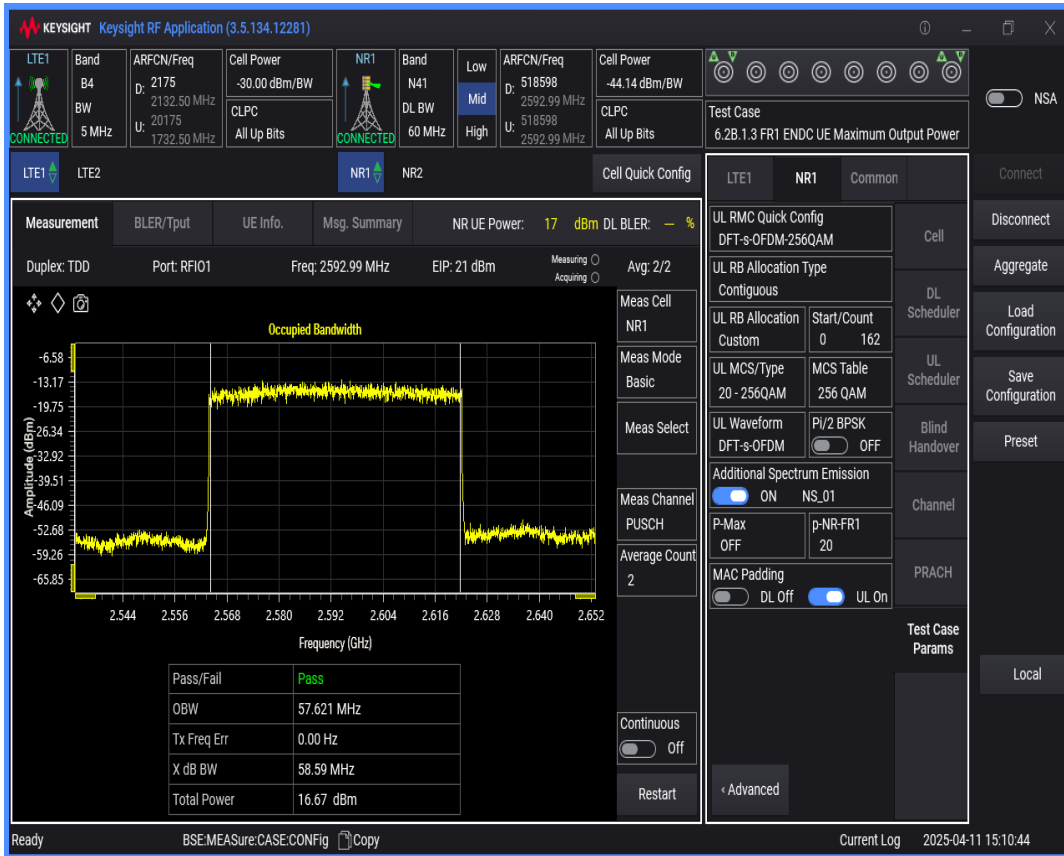 KEYSIGHT Keysight RF Application (3.5.134.12281)
LTE1
CONNECTED
Band
B4
BW
5 MHz
ARFCN/Freq
D: 2175
2132.50 MHz
U: 20175
1732.50 MHz
Cell Power
-30.00 dBm/BW
CLPC
All Up Bits
NR1
CONNECTED
Band
N41
DL BW
60 MHz
Low
Mid
High
ARFCN/Freq
D: 518598
2592.99 MHz
U: 518598
2592.99 MHz
Cell Power
-44.14 dBm/BW
CLPC
All Up Bits
Test Case
6.2B.1.3 FR1 ENDC UE Maximum Output Power
NSA
LTE1 LTE2 NR1 NR2 Cell Quick Config
Measurement BLER/Tput UE Info. Msg. Summary NR UE Power: 17 dBm DL BLER: — %
Duplex: TDD Port: RFIO1 Freq: 2592.99 MHz EIP: 21 dBm Measuring Acquiring Avg: 2/2
Occupied Bandwidth
Amplitude (dBm)
-6.58
-13.17
-19.75
-26.34
-32.92
-39.51
-46.09
-52.68
-59.26
-65.85
2.544 2.556 2.568 2.580 2.592 2.604 2.616 2.628 2.640 2.652
Frequency (GHz)
Pass/Fail Pass
OBW 57.621 MHz
Tx Freq Err 0.00 Hz
X dB BW 58.59 MHz
Total Power 16.67 dBm
Meas Cell
NR1
Meas Mode
Basic
Meas Select
Meas Channel
PUSCH
Average Count
2
Continuous
Off
Restart
LTE1 NR1 Common
UL RMC Quick Config
DFT-s-OFDM-256QAM
UL RB Allocation Type
Contiguous
UL RB Allocation
Custom
Start/Count
0 162
UL MCS/Type
20 - 256QAM
MCS Table
256 QAM
UL Waveform
DFT-s-OFDM
Pi/2 BPSK
OFF
Additional Spectrum Emission
ON NS_01
P-Max
OFF
p-NR-FR1
20
MAC Padding
DL Off UL On
‹ Advanced
Cell
DL
Scheduler
UL
Scheduler
Blind
Handover
Channel
PRACH
Test Case
Params
Connect
Disconnect
Aggregate
Load
Configuration
Save
Configuration
Preset
Local
Ready BSE:MEASure:CASE:CONFig Copy Current Log 2025-04-11 15:10:44